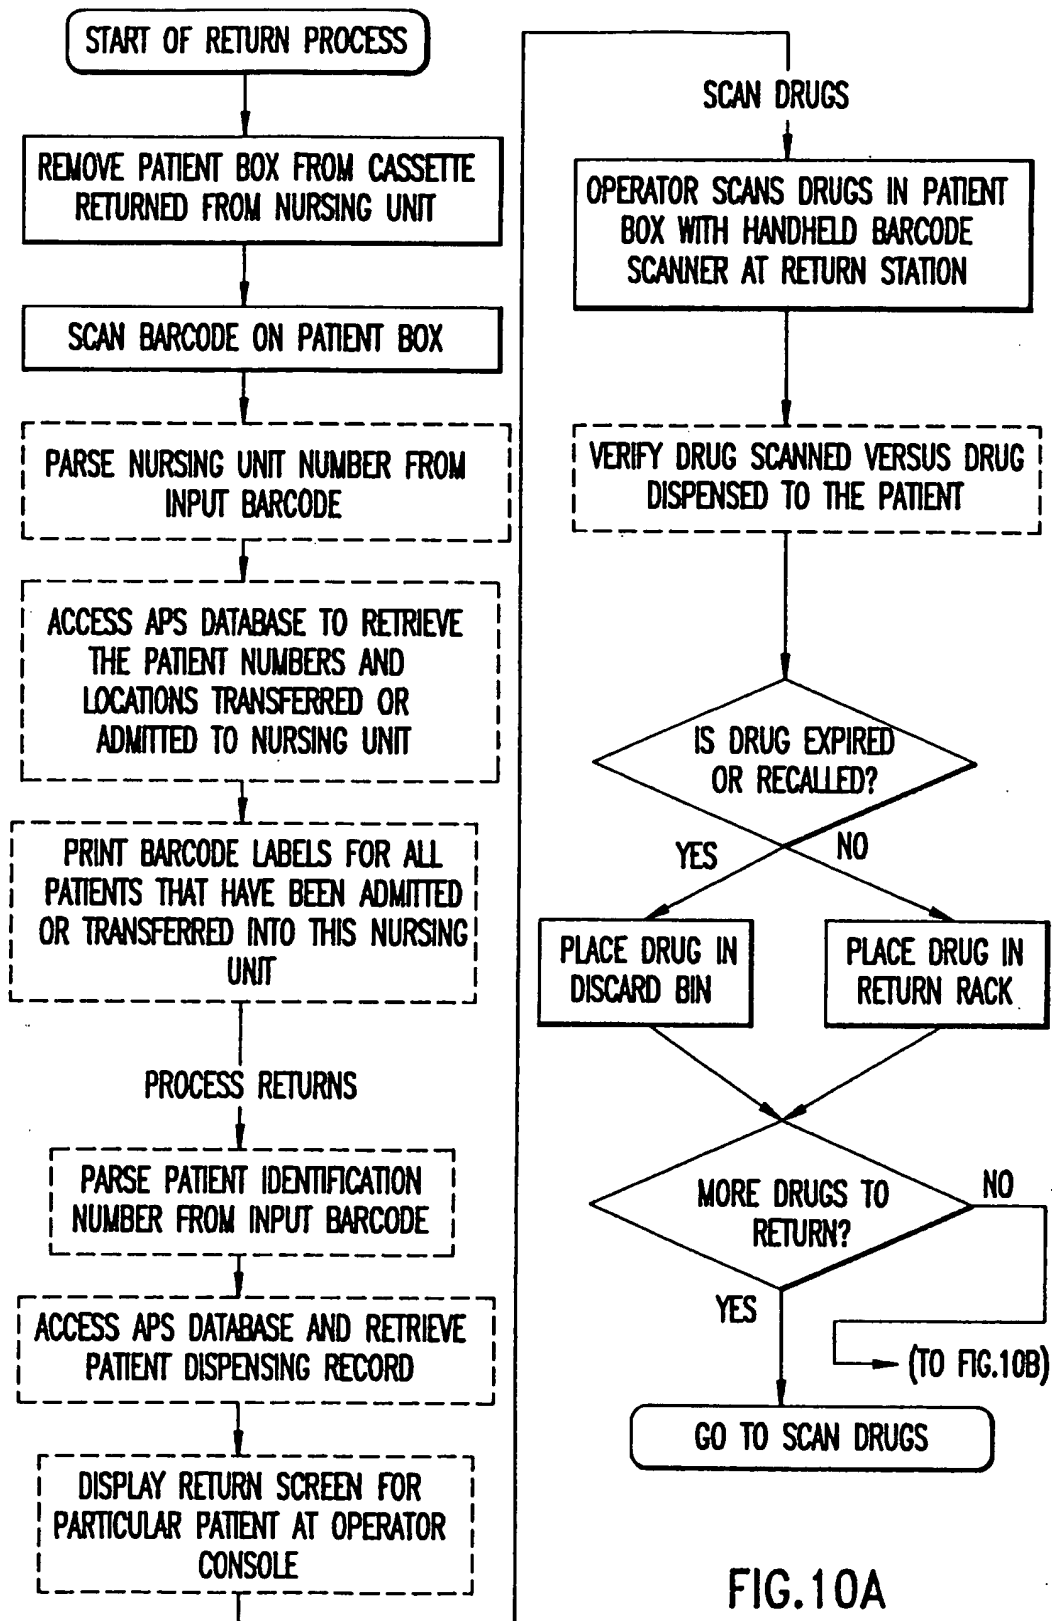 START OF RETURN PROCESS
REMOVE PATIENT BOX FROM CASSETTE
RETURNED FROM NURSING UNIT
SCAN BARCODE ON PATIENT BOX
PARSE NURSING UNIT NUMBER FROM
INPUT BARCODE
ACCESS APS DATABASE TO RETRIEVE
THE PATIENT NUMBERS AND
LOCATIONS TRANSFERRED OR
ADMITTED TO NURSING UNIT
PRINT BARCODE LABELS FOR ALL
PATIENTS THAT HAVE BEEN ADMITTED
OR TRANSFERRED INTO THIS NURSING
UNIT
PROCESS RETURNS
PARSE PATIENT IDENTIFICATION
NUMBER FROM INPUT BARCODE
ACCESS APS DATABASE AND RETRIEVE
PATIENT DISPENSING RECORD
DISPLAY RETURN SCREEN FOR
PARTICULAR PATIENT AT OPERATOR
CONSOLE
SCAN DRUGS
OPERATOR SCANS DRUGS IN PATIENT
BOX WITH HANDHELD BARCODE
SCANNER AT RETURN STATION
VERIFY DRUG SCANNED VERSUS DRUG
DISPENSED TO THE PATIENT
IS DRUG EXPIRED
OR RECALLED?
YES
NO
PLACE DRUG IN
DISCARD BIN
PLACE DRUG IN
RETURN RACK
MORE DRUGS TO
RETURN?
NO
YES
(TO FIG.10B)
GO TO SCAN DRUGS
FIG.10A